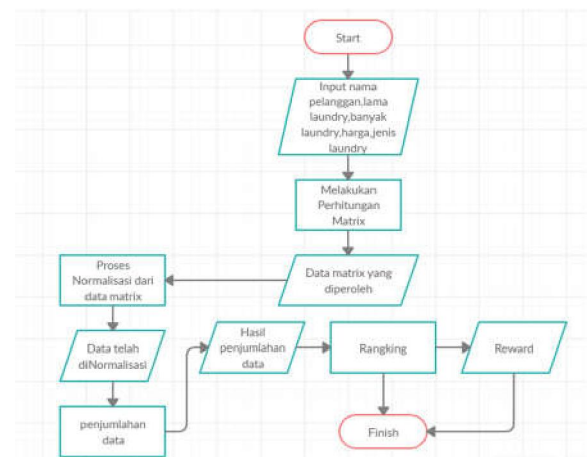 Start
Input nama
pelanggan,lama
laundry,banyak
laundry,harga,jenis
laundry
Melakukan
Perhitungan
Matrix
Data matrix yang
diperoleh
Proses
Normalisasi dari
data matrix
Data telah
diNormalisasi
penjumlahan
data
Hasil
penjumlahan
data
Rangking
Reward
Finish